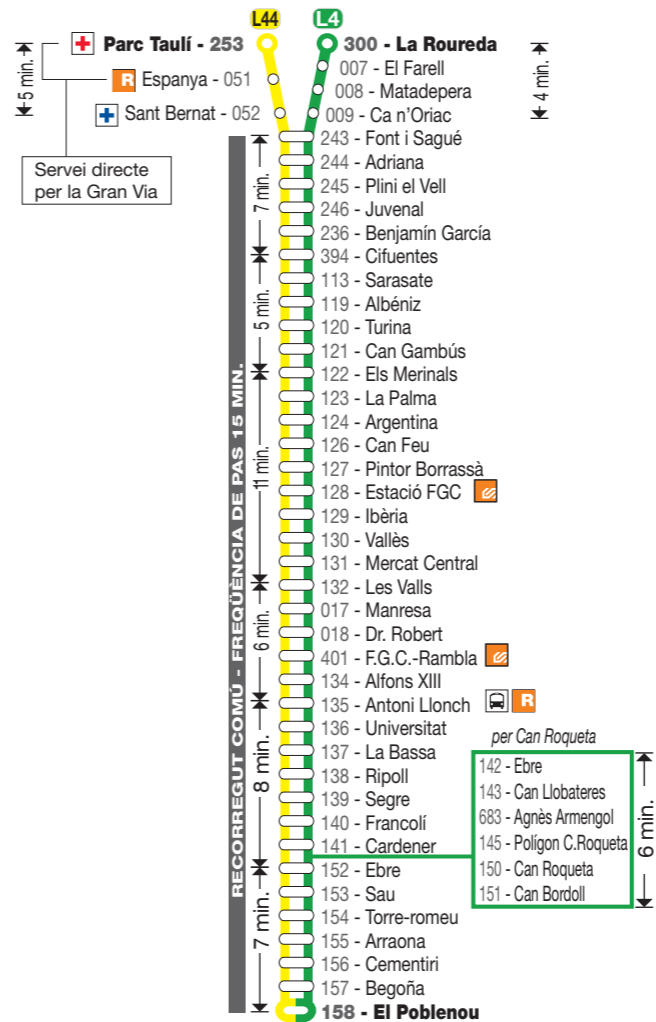 L44
L4
Parc Taulí - 253
300 - La Roureda
Espanya - 051
007 - El Farell
008 - Matadepera
Sant Bernat - 052
009 - Ca n'Oriac
R
5 min.
4 min.
Servei directe
per la Gran Via
243 - Font i Sagué
244 - Adriana
245 - Plini el Vell
246 - Juvenal
236 - Benjamín García
394 - Cifuentes
113 - Sarasate
119 - Albéniz
120 - Turina
121 - Can Gambús
122 - Els Merinals
123 - La Palma
124 - Argentina
126 - Can Feu
127 - Pintor Borrassà
128 - Estació FGC
129 - Ibèria
130 - Vallès
131 - Mercat Central
132 - Les Valls
017 - Manresa
018 - Dr. Robert
401 - F.G.C.-Rambla
134 - Alfons XIII
135 - Antoni Llonch
R
136 - Universitat
137 - La Bassa
138 - Ripoll
139 - Segre
140 - Francolí
141 - Cardener
152 - Ebre
153 - Sau
154 - Torre-romeu
155 - Arraona
156 - Cementiri
157 - Begoña
158 - El Poblenou
RECORREGUT COMÚ - FREQÜÈNCIA DE PAS 15 MIN.
7 min.
5 min.
11 min.
6 min.
8 min.
7 min.
per Can Roqueta
142 - Ebre
143 - Can Llobateres
683 - Agnès Armengol
145 - Polígon C.Roqueta
150 - Can Roqueta
151 - Can Bordoll
6 min.